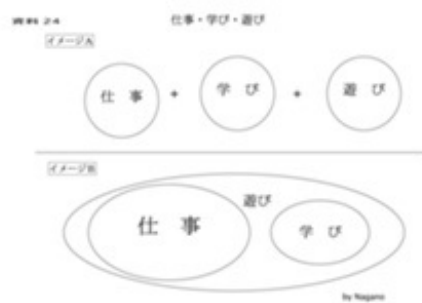 資料 24 仕事・学び・遊び
イメージA
仕 事 + 学 び + 遊 び
イメージB
遊び
仕 事 学 び
by Nagano